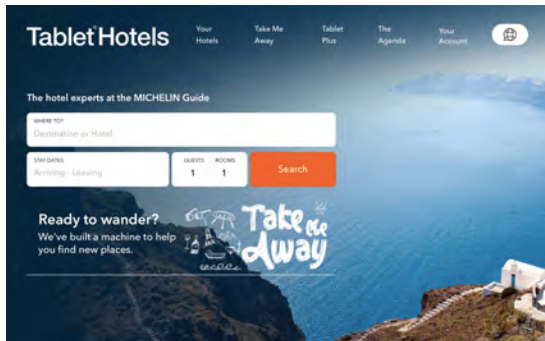 Tablet Hotels
Your Hotels
Take Me Away
Tablet Plus
The Agenda
Your Account
The hotel experts at the MICHELIN Guide
WHERE TO?
Destination or Hotel
STAY DATES
Arriving - Leaving
GUESTS
1
ROOMS
1
Search
Ready to wander?
We've built a machine to help
you find new places.
Take
Me
Away